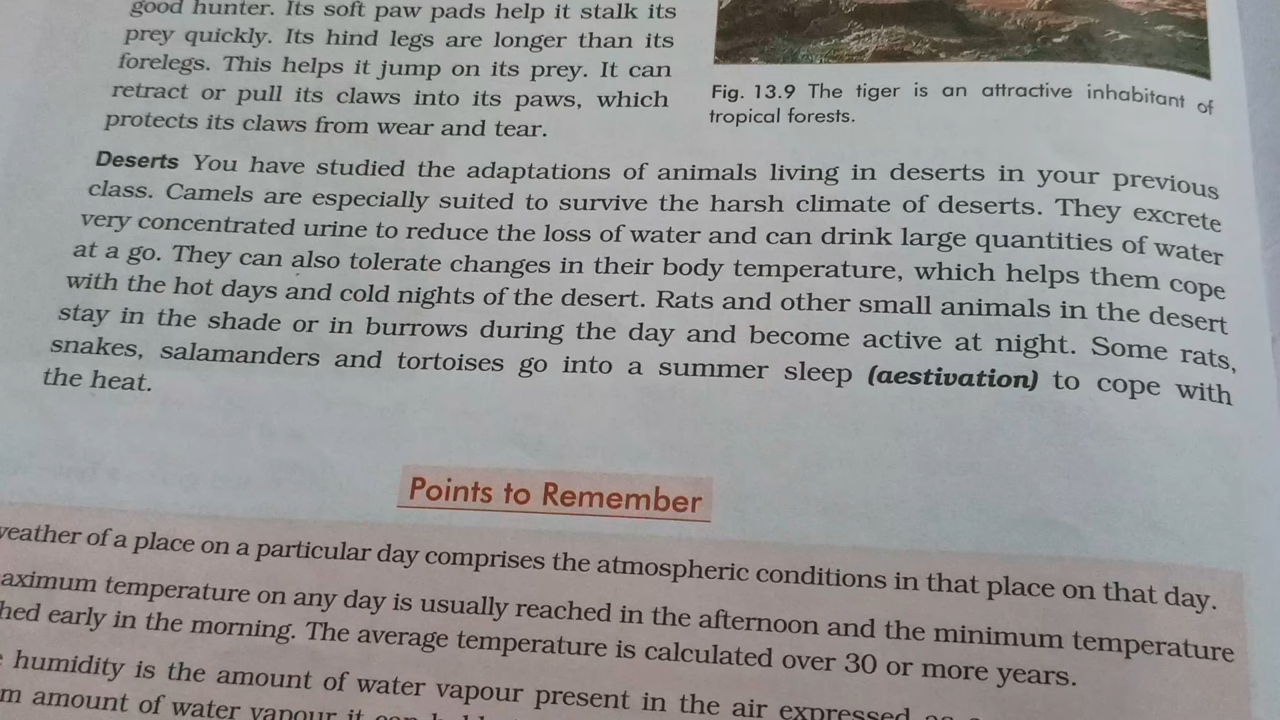 good hunter. Its soft paw pads help it stalk its
prey quickly. Its hind legs are longer than its
forelegs. This helps it jump on its prey. It can
retract or pull its claws into its paws, which
protects its claws from wear and tear.
Fig. 13.9 The tiger is an attractive inhabitant of
tropical forests.
Deserts You have studied the adaptations of animals living in deserts in your previous
class. Camels are especially suited to survive the harsh climate of deserts. They excrete
very concentrated urine to reduce the loss of water and can drink large quantities of water
at a go. They can also tolerate changes in their body temperature, which helps them cope
with the hot days and cold nights of the desert. Rats and other small animals in the desert
stay in the shade or in burrows during the day and become active at night. Some rats,
snakes, salamanders and tortoises go into a summer sleep (aestivation) to cope with
the heat.
Points to Remember
weather of a place on a particular day comprises the atmospheric conditions in that place on that day.
aximum temperature on any day is usually reached in the afternoon and the minimum temperature
hed early in the morning. The average temperature is calculated over 30 or more years.
humidity is the amount of water vapour present in the air expressed as
m amount of water vapour it can